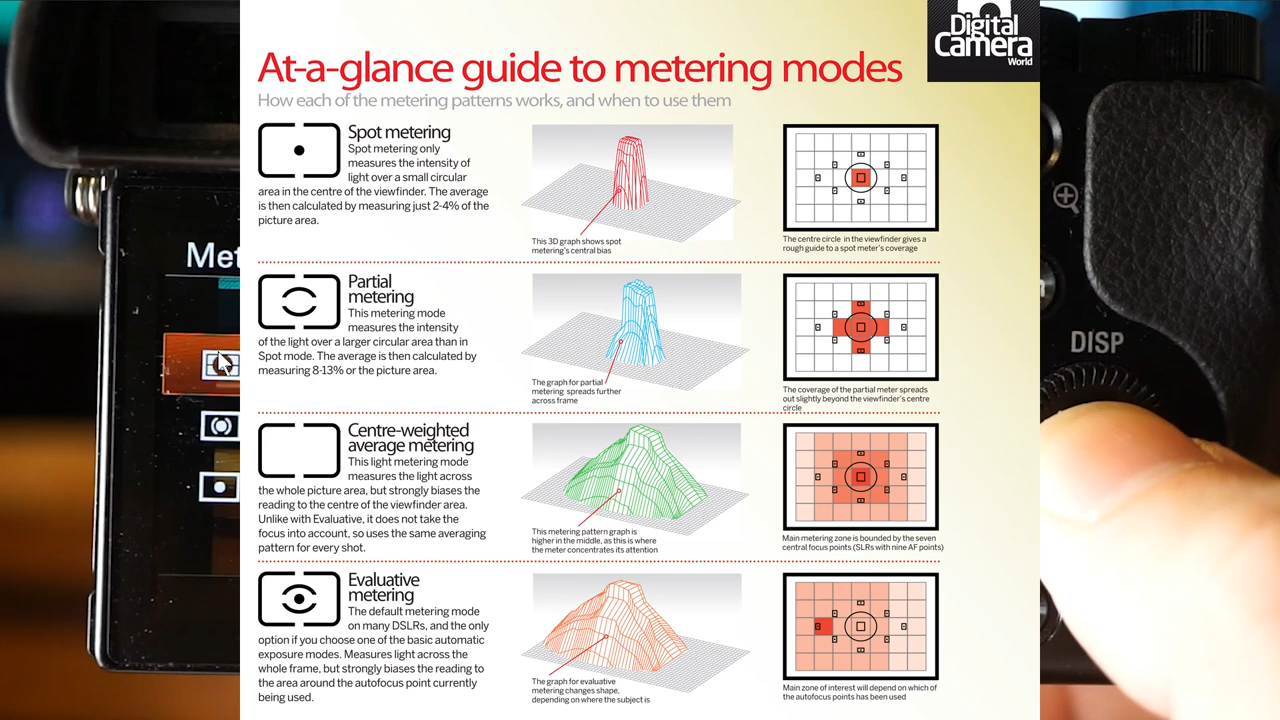 Digital
Camera
World
At-a-glance guide to metering modes
How each of the metering patterns works, and when to use them
Spot metering
Spot metering only
measures the intensity of
light over a small circular
area in the centre of the viewfinder. The average
is then calculated by measuring just 2-4% of the
picture area.
This 3D graph shows spot
metering's central bias
The centre circle in the viewfinder gives a
rough guide to a spot meter's coverage
Partial
metering
This metering mode
measures the intensity
of the light over a larger circular area than in
Spot mode. The average is then calculated by
measuring 8-13% or the picture area.
The graph for partial
metering spreads further
across frame
The coverage of the partial meter spreads
out slightly beyond the viewfinder's centre
circle
Centre-weighted
average metering
This light metering mode
measures the light across
the whole picture area, but strongly biases the
reading to the centre of the viewfinder area.
Unlike with Evaluative, it does not take the
focus into account, so uses the same averaging
pattern for every shot.
This metering pattern graph is
higher in the middle, as this is where
the meter concentrates its attention
Main metering zone is bounded by the seven
central focus points (SLRs with nine AF points)
Evaluative
metering
The default metering mode
on many DSLRs, and the only
option if you choose one of the basic automatic
exposure modes. Measures light across the
whole frame, but strongly biases the reading to
the area around the autofocus point currently
being used.
The graph for evaluative
metering changes shape,
depending on where the subject is
Main zone of interest will depend on which of
the autofocus points has been used
Met
DISP